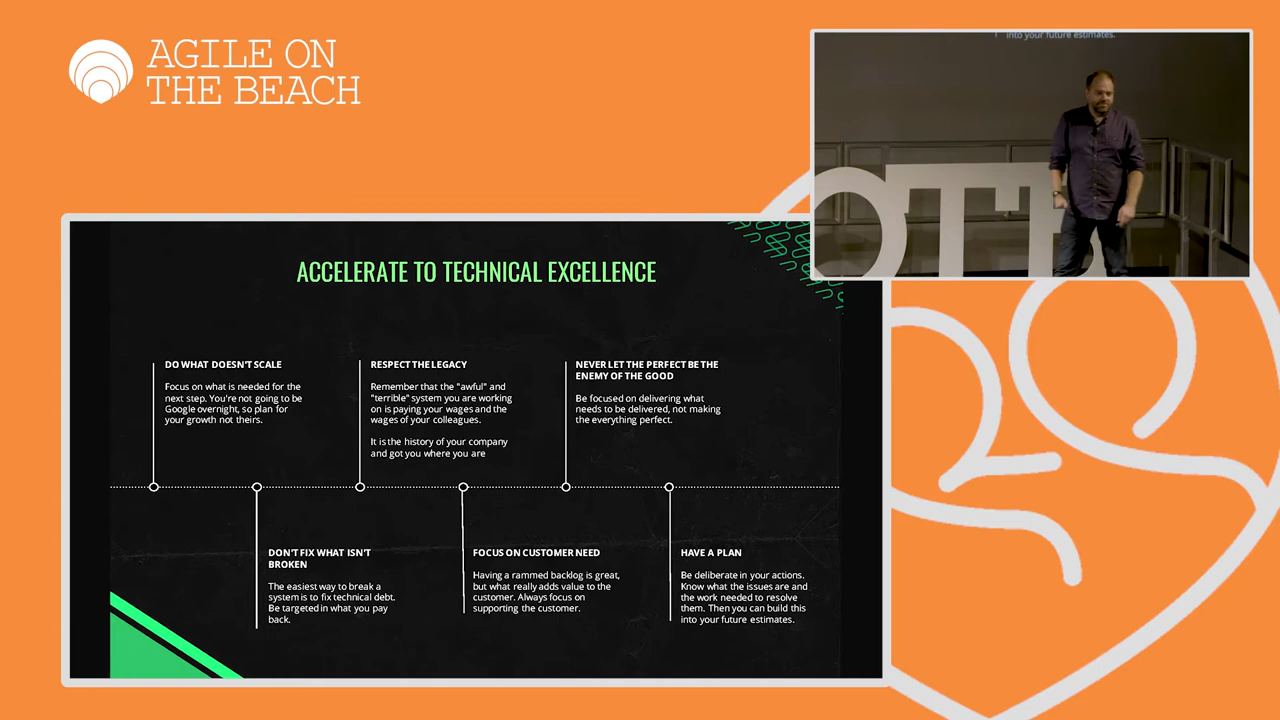 AGILE ON
THE BEACH
into your future estimates.
OTB
ACCELERATE TO TECHNICAL EXCELLENCE
DO WHAT DOESN'T SCALE
Focus on what is needed for the
next step. You're not going to be
Google overnight, so plan for
your growth not theirs.
RESPECT THE LEGACY
Remember that the "awful" and
"terrible" system you are working
on is paying your wages and the
wages of your colleagues.
It is the history of your company
and got you where you are
NEVER LET THE PERFECT BE THE
ENEMY OF THE GOOD
Be focused on delivering what
needs to be delivered, not making
the everything perfect.
DON'T FIX WHAT ISN'T
BROKEN
The easiest way to break a
system is to fix technical debt.
Be targeted in what you pay
back.
FOCUS ON CUSTOMER NEED
Having a rammed backlog is great,
but what really adds value to the
customer. Always focus on
supporting the customer.
HAVE A PLAN
Be deliberate in your actions.
Know what the issues are and
the work needed to resolve
them. Then you can build this
into your future estimates.